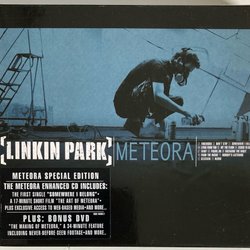 [LINKIN PARK]
METEORA
METEORA SPECIAL EDITION
THE METEORA ENHANCED CD INCLUDES:
THE FIRST SINGLE "SOMEWHERE I BELONG"
A 17-MINUTE SHORT FILM "THE ART OF METEORA"
PLUS EXCLUSIVE ACCESS TO WEB-BASED MEDIA-AND MORE...
PLUS: BONUS DVD
"THE MAKING OF METEORA," A 34-MINUTE FEATURE
INCLUDING NEVER-BEFORE-SEEN FOOTAGE-AND MORE...